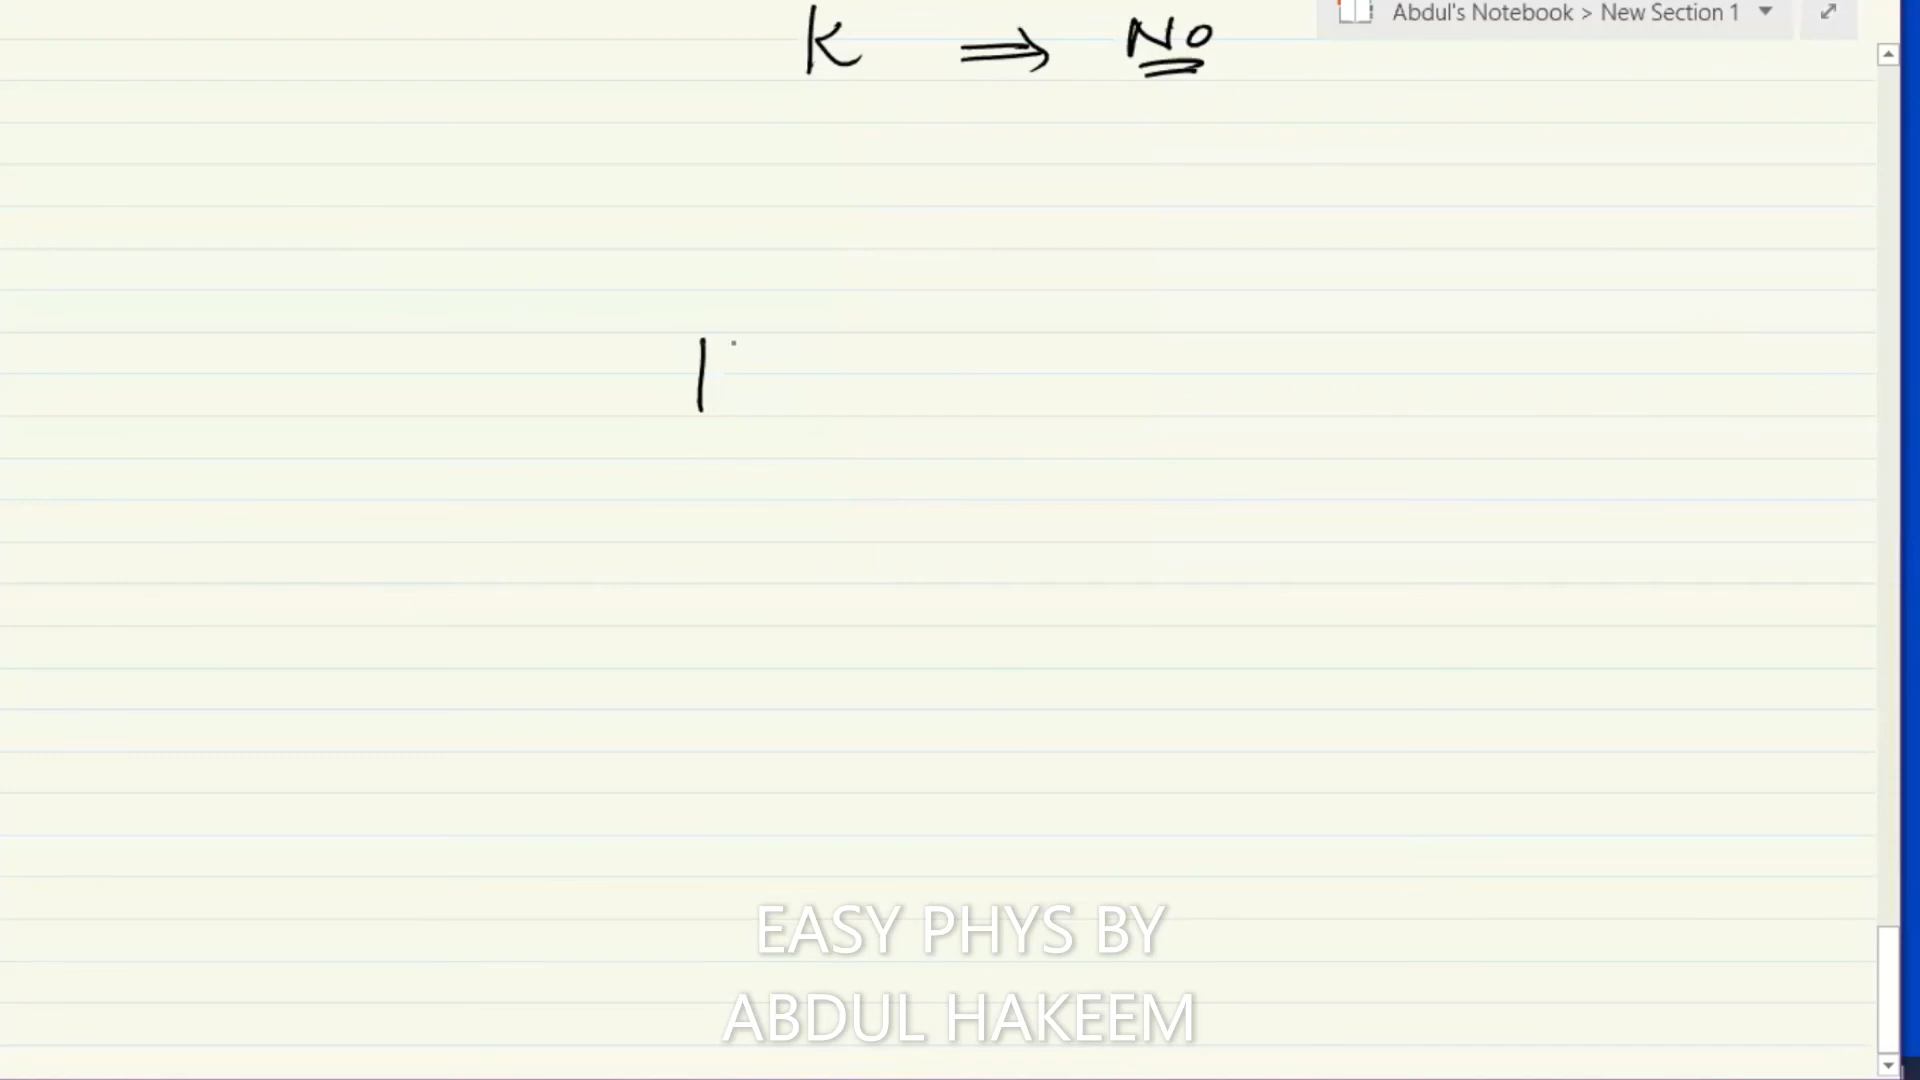 Abdul's Notebook > New Section 1
K ⇒ No
EASY PHYS BY
ABDUL HAKEEM